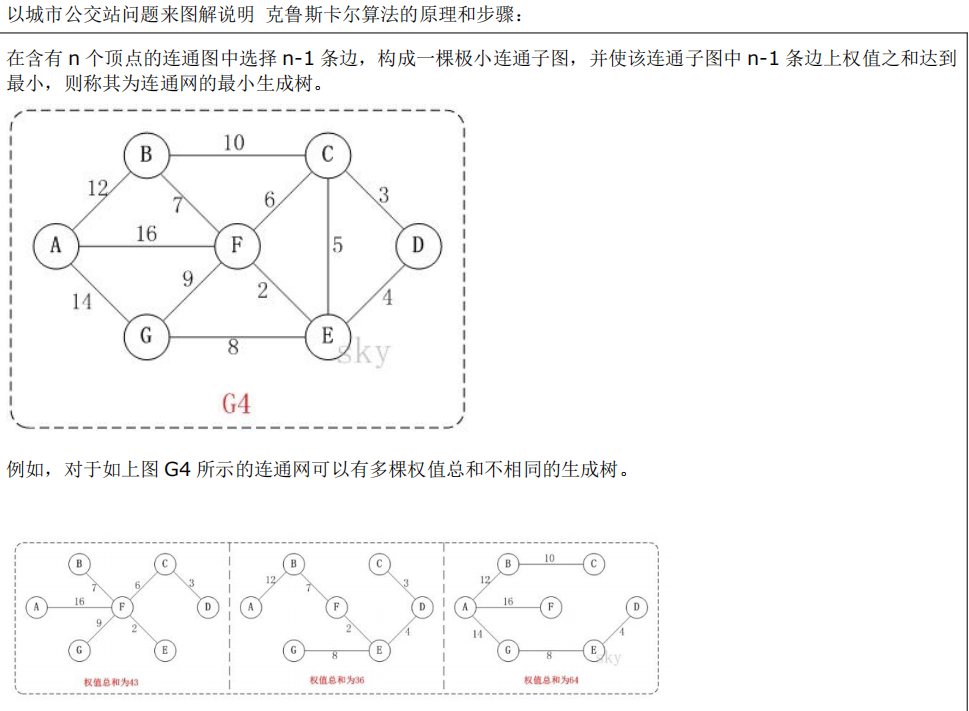 以城市公交站问题来图解说明 克鲁斯卡尔算法的原理和步骤：
在含有 n 个顶点的连通图中选择 n-1 条边，构成一棵极小连通子图，并使该连通子图中 n-1 条边上权值之和达到
最小，则称其为连通网的最小生成树。
B 10 C
12 7 6 3
A 16 F 5 D
14 9 2 4
G 8 E
sky
G4
例如，对于如上图 G4 所示的连通网可以有多棵权值总和不相同的生成树。
B C
7 6 3
A 16 F D
9 2
G E
权值总和为43
B C
12 7 3
A F D
2 4
G 8 E
权值总和为36
B 10 C
12
A 16 F D
14 4
G 8 E
sky
权值总和为64